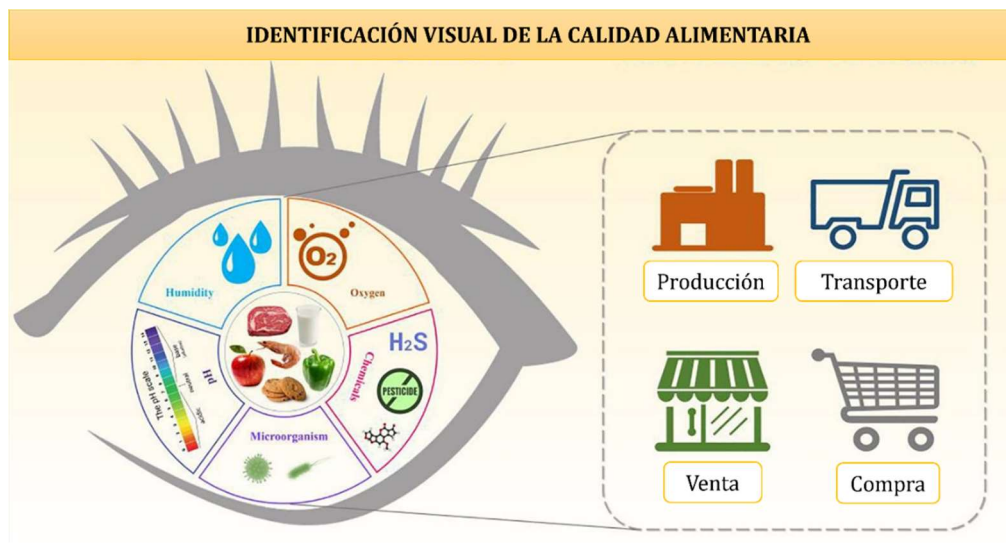 IDENTIFICACIÓN VISUAL DE LA CALIDAD ALIMENTARIA
Humidity
O2
Oxygen
The pH scale
base
neutral
acidic
pH
H2S
PESTICIDE
Chemicals
Microorganism
Producción
Transporte
Venta
Compra